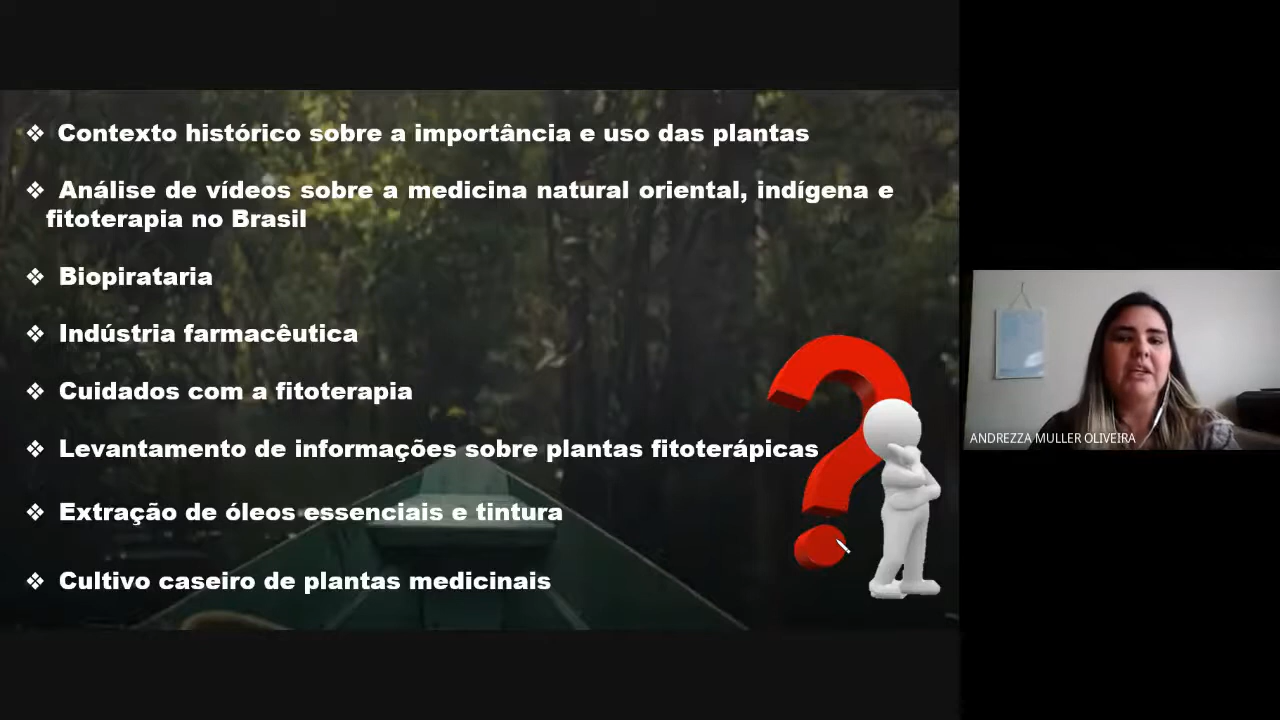 ❖ Contexto histórico sobre a importância e uso das plantas
❖ Análise de vídeos sobre a medicina natural oriental, indígena e
fitoterapia no Brasil
❖ Biopirataria
❖ Indústria farmacêutica
❖ Cuidados com a fitoterapia
❖ Levantamento de informações sobre plantas fitoterápicas
❖ Extração de óleos essenciais e tintura
❖ Cultivo caseiro de plantas medicinais
ANDREZZA MULLER OLIVEIRA